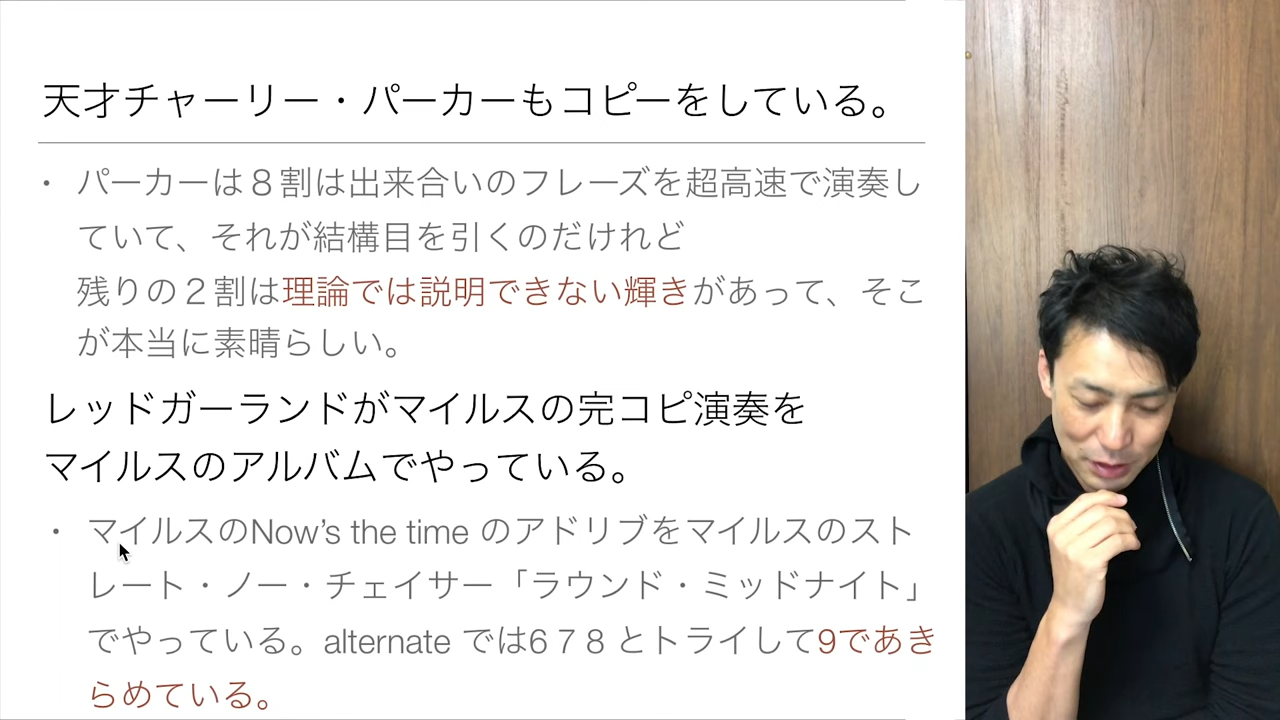 天才チャーリー・パーカーもコピーをしている。
・ パーカーは８割は出来合いのフレーズを超高速で演奏し
ていて、それが結構目を引くのだけれど
残りの２割は理論では説明できない輝きがあって、そこ
が本当に素晴らしい。
レッドガーランドがマイルスの完コピ演奏を
マイルスのアルバムでやっている。
・ マイルスのNow’s the time のアドリブをマイルスのスト
レート・ノー・チェイサー「ラウンド・ミッドナイト」
でやっている。alternate では6７８とトライして9であき
らめている。